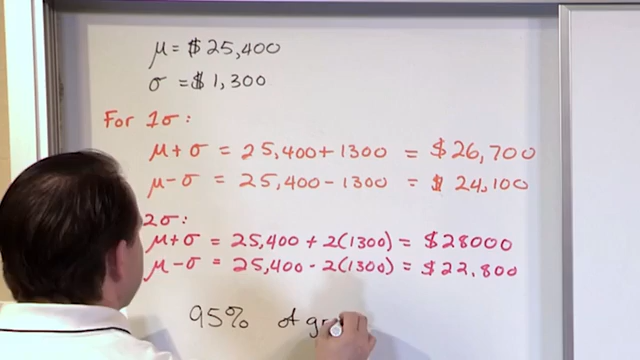 μ = $25,400
σ = $1,300
For 1σ:
μ+σ = 25,400+1300 = $26,700
μ-σ = 25,400-1300 = $24,100
2σ:
μ+σ = 25,400 + 2(1300) = $28000
μ-σ = 25,400 - 2(1300) = $22,800
95% of